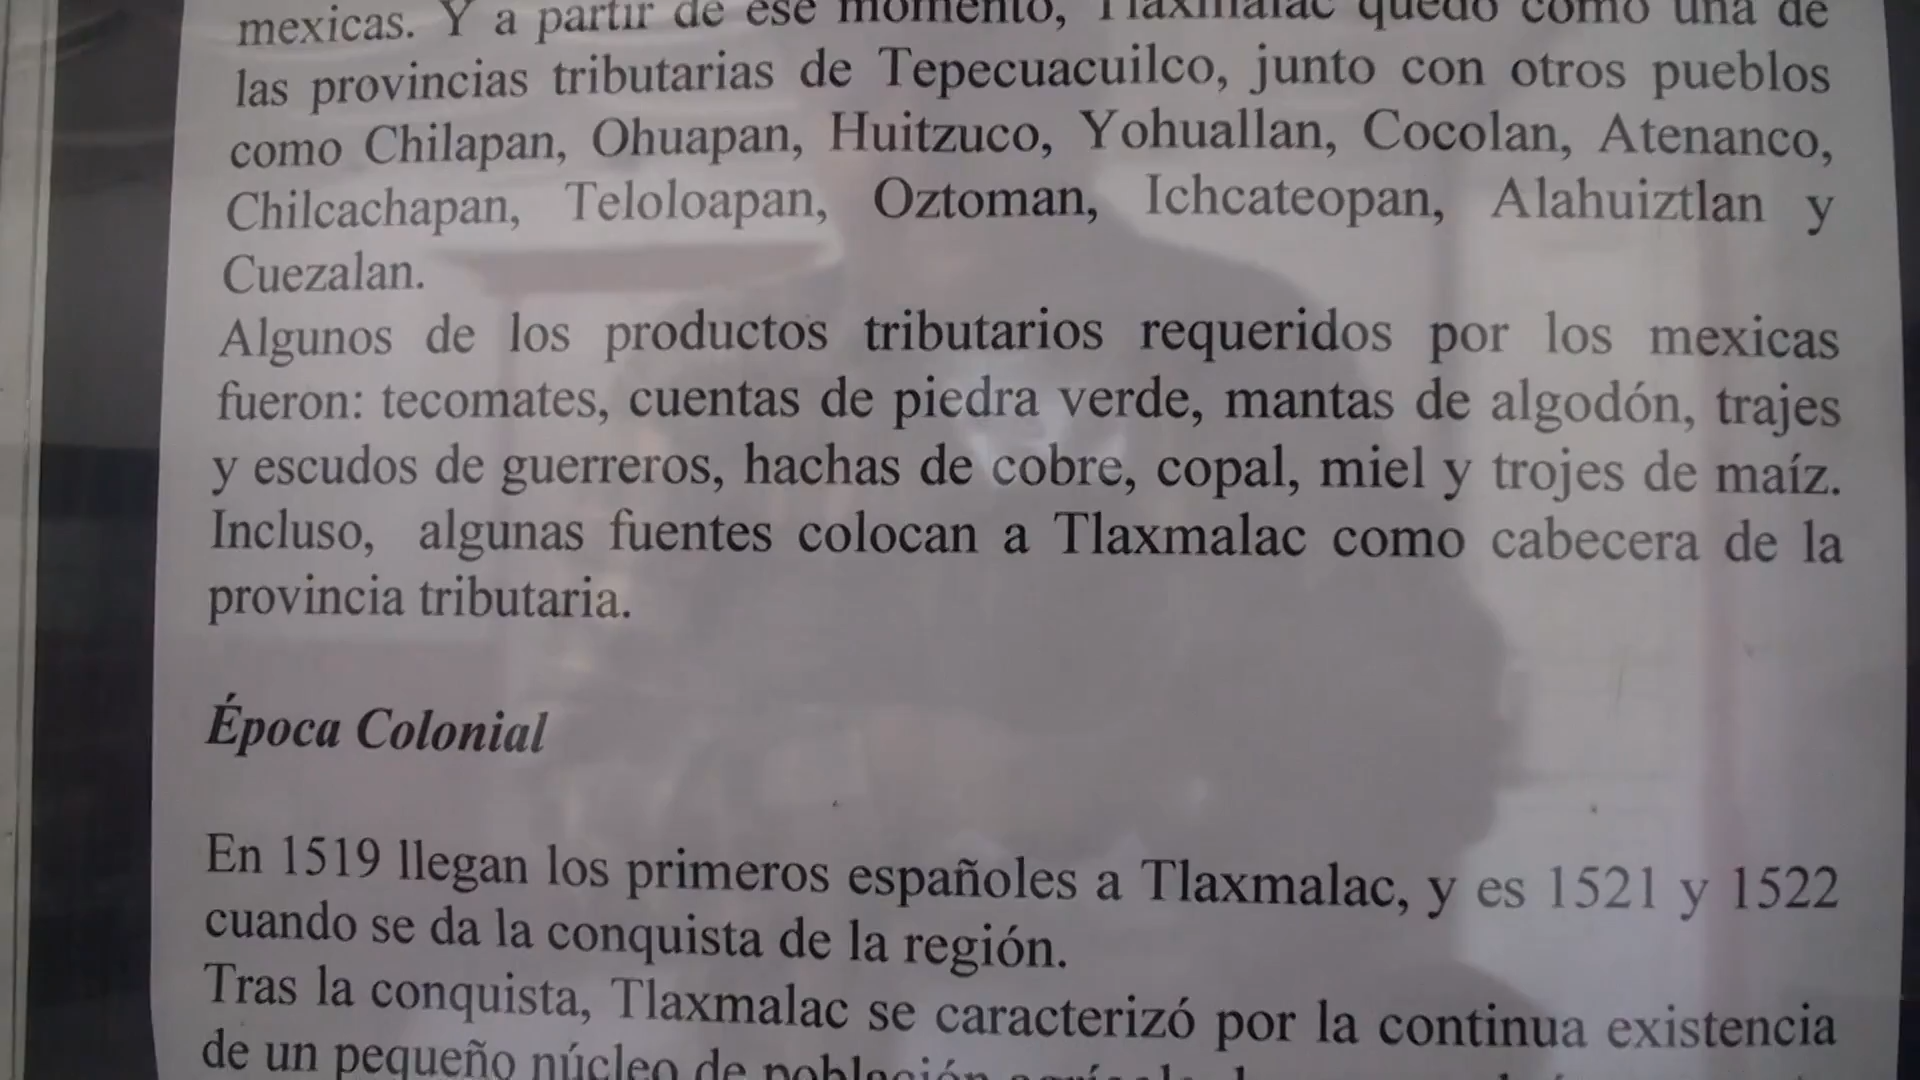 mexicas. Y a partir de ese momento, Tlaxmalac quedó como una de
las provincias tributarias de Tepecuacuilco, junto con otros pueblos
como Chilapan, Ohuapan, Huitzuco, Yohuallan, Cocolan, Atenanco,
Chilcachapan, Teloloapan, Oztoman, Ichcateopan, Alahuiztlan y
Cuezalan.
Algunos de los productos tributarios requeridos por los mexicas
fueron: tecomates, cuentas de piedra verde, mantas de algodón, trajes
y escudos de guerreros, hachas de cobre, copal, miel y trojes de maíz.
Incluso, algunas fuentes colocan a Tlaxmalac como cabecera de la
provincia tributaria.
Época Colonial
En 1519 llegan los primeros españoles a Tlaxmalac, y es 1521 y 1522
cuando se da la conquista de la región.
Tras la conquista, Tlaxmalac se caracterizó por la continua existencia
de un pequeño núcleo de población